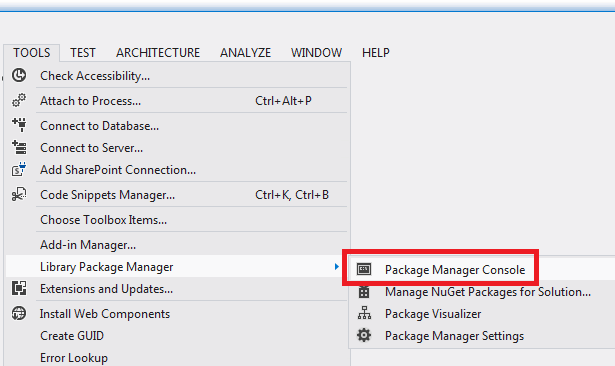 TOOLS TEST ARCHITECTURE ANALYZE WINDOW HELP
Check Accessibility...
Attach to Process... Ctrl+Alt+P
Connect to Database...
Connect to Server...
Add SharePoint Connection...
Code Snippets Manager... Ctrl+K, Ctrl+B
Choose Toolbox Items...
Add-in Manager...
Library Package Manager
Extensions and Updates...
Install Web Components
Create GUID
Error Lookup
Package Manager Console
Manage NuGet Packages for Solution...
Package Visualizer
Package Manager Settings